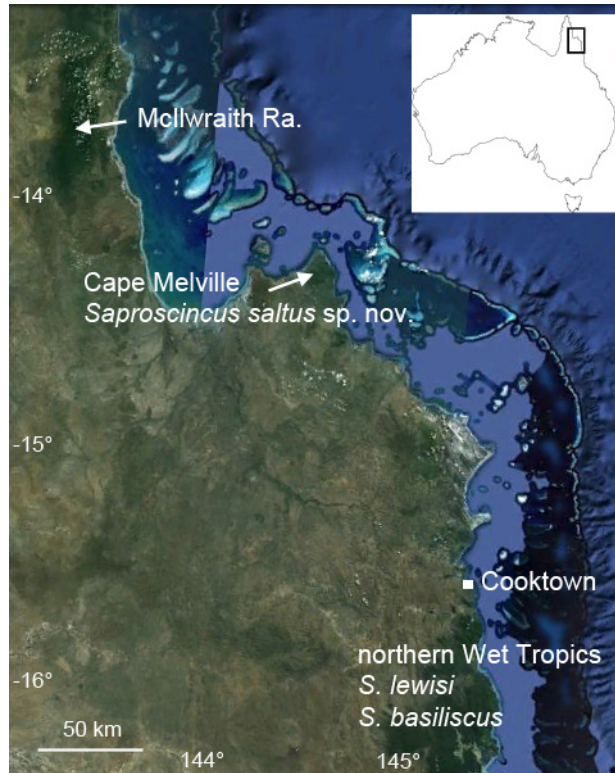 McIlwraith Ra.
-14°
Cape Melville
Saproscincus saltus sp. nov.
-15°
Cooktown
northern Wet Tropics
S. lewisi
S. basiliscus
-16°
50 km
144°
145°